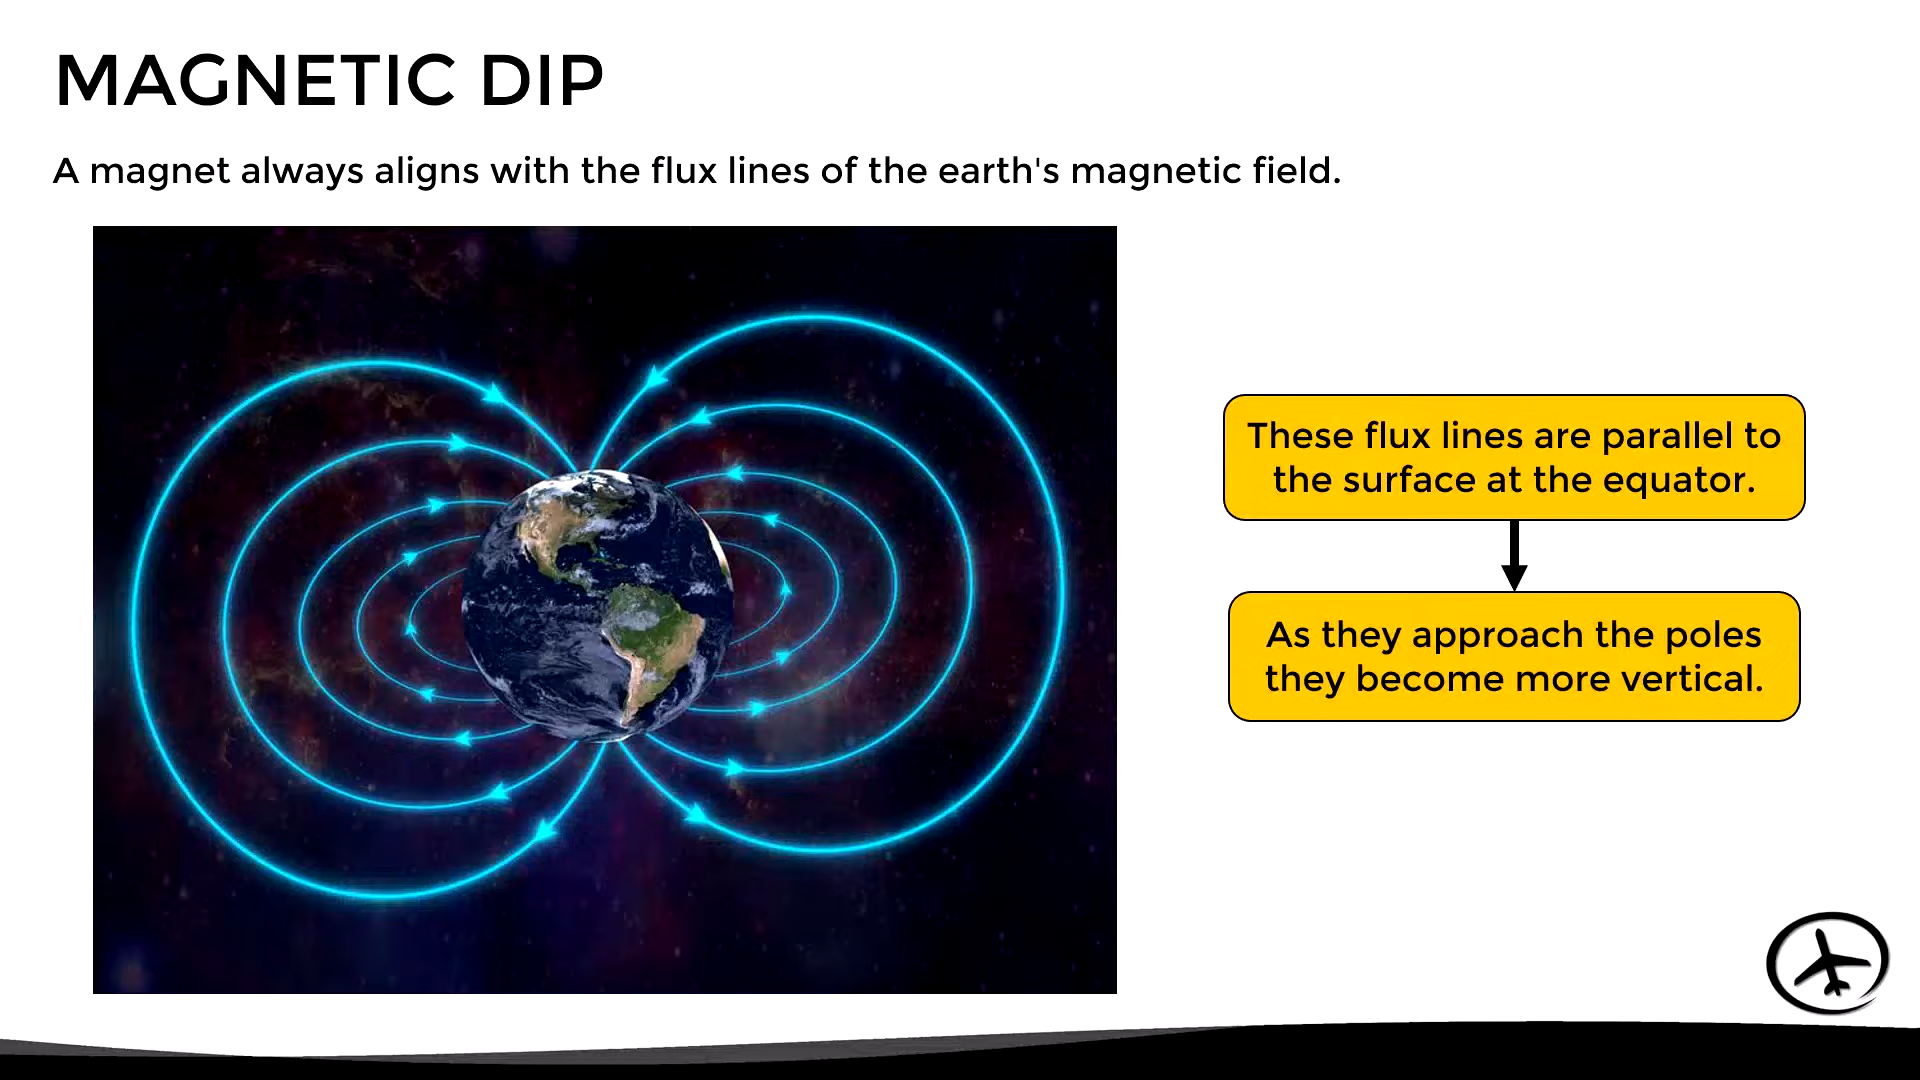 MAGNETIC DIP
A magnet always aligns with the flux lines of the earth's magnetic field.
These flux lines are parallel to
the surface at the equator.
As they approach the poles
they become more vertical.